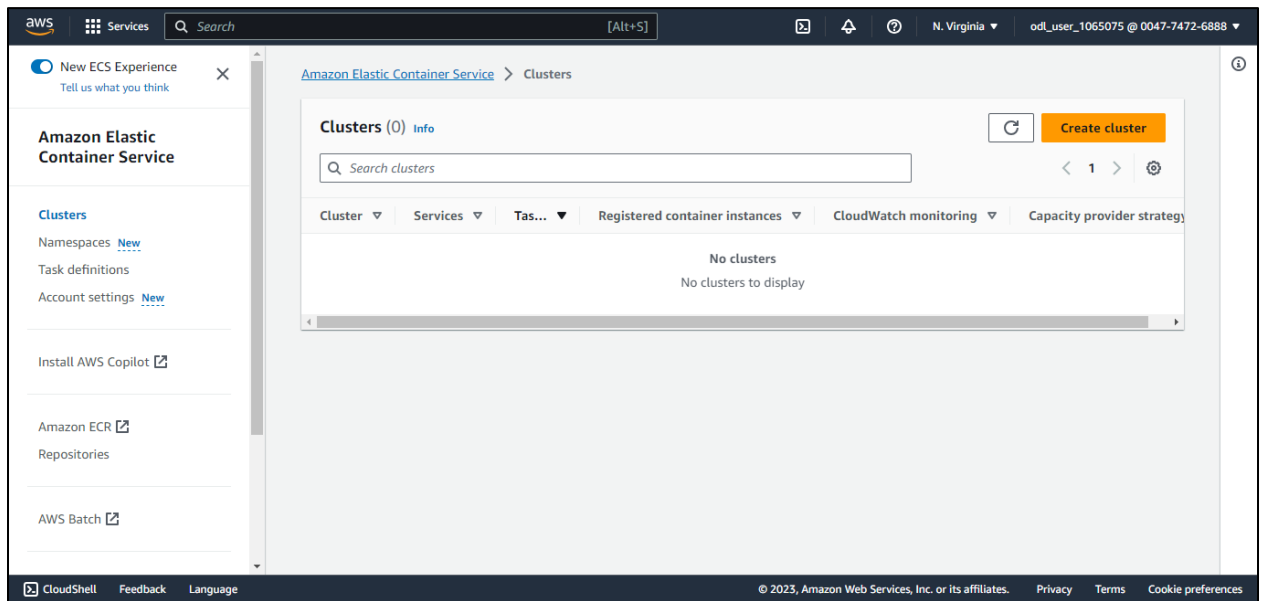 aws Services Search [Alt+S] N. Virginia ▼ odl_user_1065075 @ 0047-7472-6888 ▼
New ECS Experience
Tell us what you think
Amazon Elastic
Container Service
Clusters
Namespaces New
Task definitions
Account settings New
Install AWS Copilot
Amazon ECR
Repositories
AWS Batch
Amazon Elastic Container Service > Clusters
Clusters (0) Info
Create cluster
Search clusters
< 1 >
Cluster Services Tas... Registered container instances CloudWatch monitoring Capacity provider strategy
No clusters
No clusters to display
CloudShell Feedback Language © 2023, Amazon Web Services, Inc. or its affiliates. Privacy Terms Cookie preferences